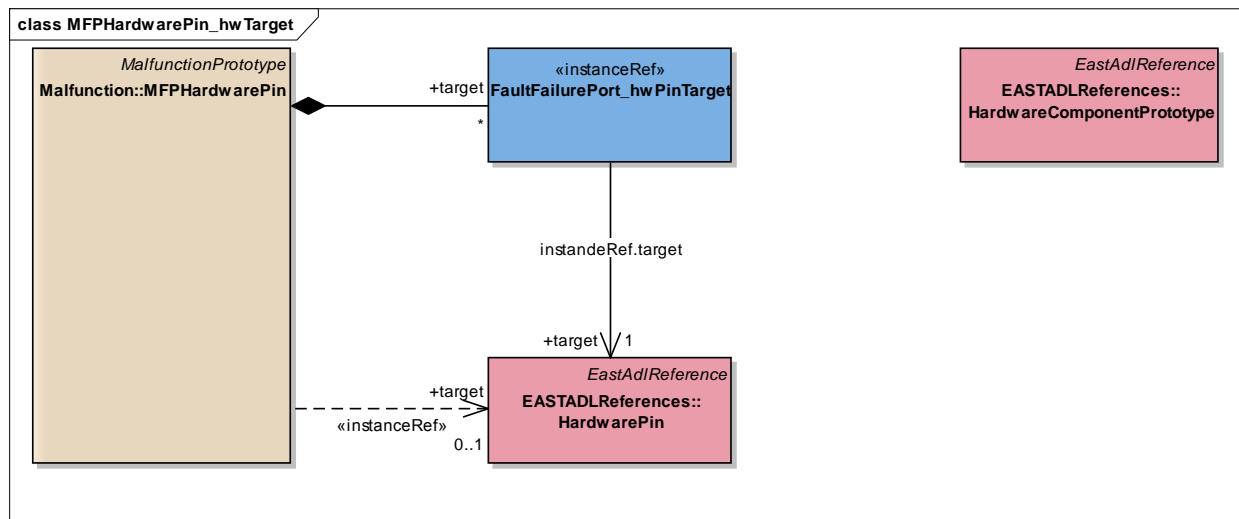 class MFPHardwarePin_hwTarget
MalfunctionPrototype
Malfunction::MFPHardwarePin
+target
*
«instanceRef»
FaultFailurePort_hwPinTarget
EastAdlReference
EASTADLReferences::
HardwareComponentPrototype
instandeRef.target
+target
1
+target
«instanceRef»
0..1
EastAdlReference
EASTADLReferences::
HardwarePin